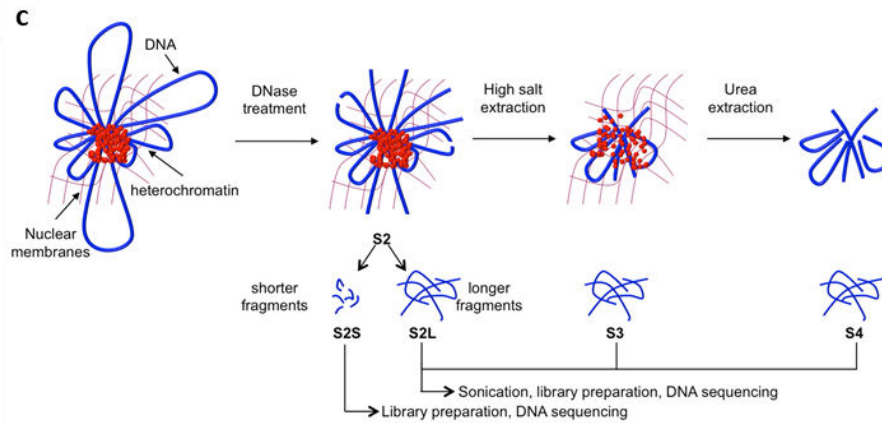 C
DNA
DNase
treatment
High salt
extraction
Urea
extraction
heterochromatin
Nuclear
membranes
S2
shorter
fragments
longer
fragments
S2S
S2L
S3
S4
Sonication, library preparation, DNA sequencing
Library preparation, DNA sequencing